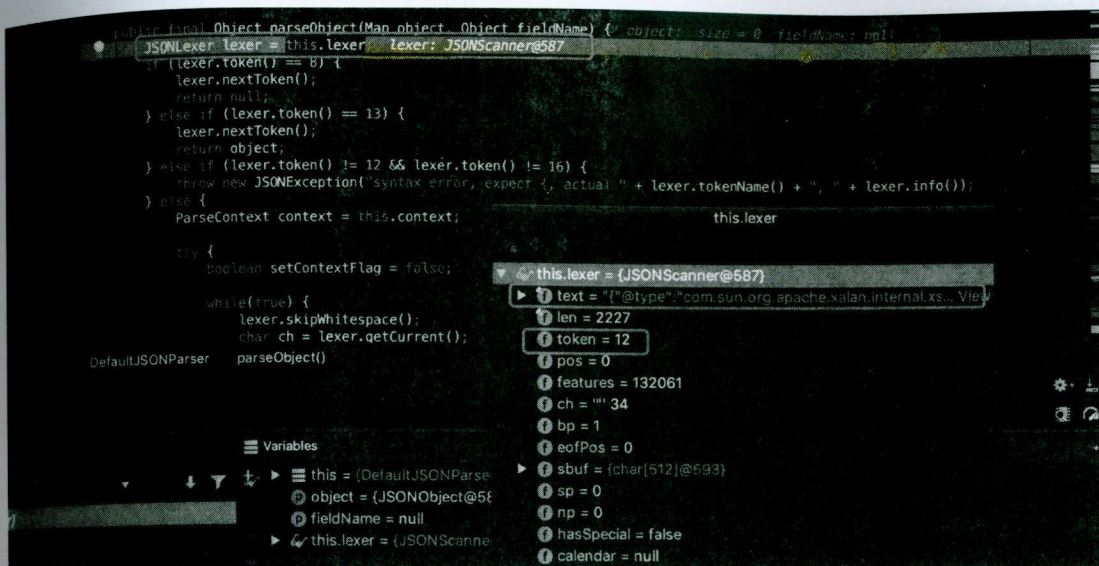 public final Object parseObject(Map object, Object fieldName) { object: size = 0 fieldName: null
JSONLexer lexer = this.lexer; lexer: JSONScanner@587
if (lexer.token() == 8) {
lexer.nextToken();
return null;
} else if (lexer.token() == 13) {
lexer.nextToken();
return object;
} else if (lexer.token() != 12 && lexer.token() != 16) {
throw new JSONException("syntax error, expect {, actual " + lexer.tokenName() + ", " + lexer.info());
} else {
ParseContext context = this.context;
try {
boolean setContextFlag = false;
while(true) {
lexer.skipWhitespace();
char ch = lexer.getCurrent();
DefaultJSONParser parseObject()
this.lexer
this.lexer = {JSONScanner@587}
text = "{"@type":"com.sun.org.apache.xalan.internal.xs... View
len = 2227
token = 12
pos = 0
features = 132061
ch = '"' 34
bp = 1
eofPos = 0
sbuf = {char[512]@693}
sp = 0
np = 0
hasSpecial = false
calendar = null
Variables
this = {DefaultJSONParse
object = {JSONObject@58
fieldName = null
this.lexer = {JSONScanne